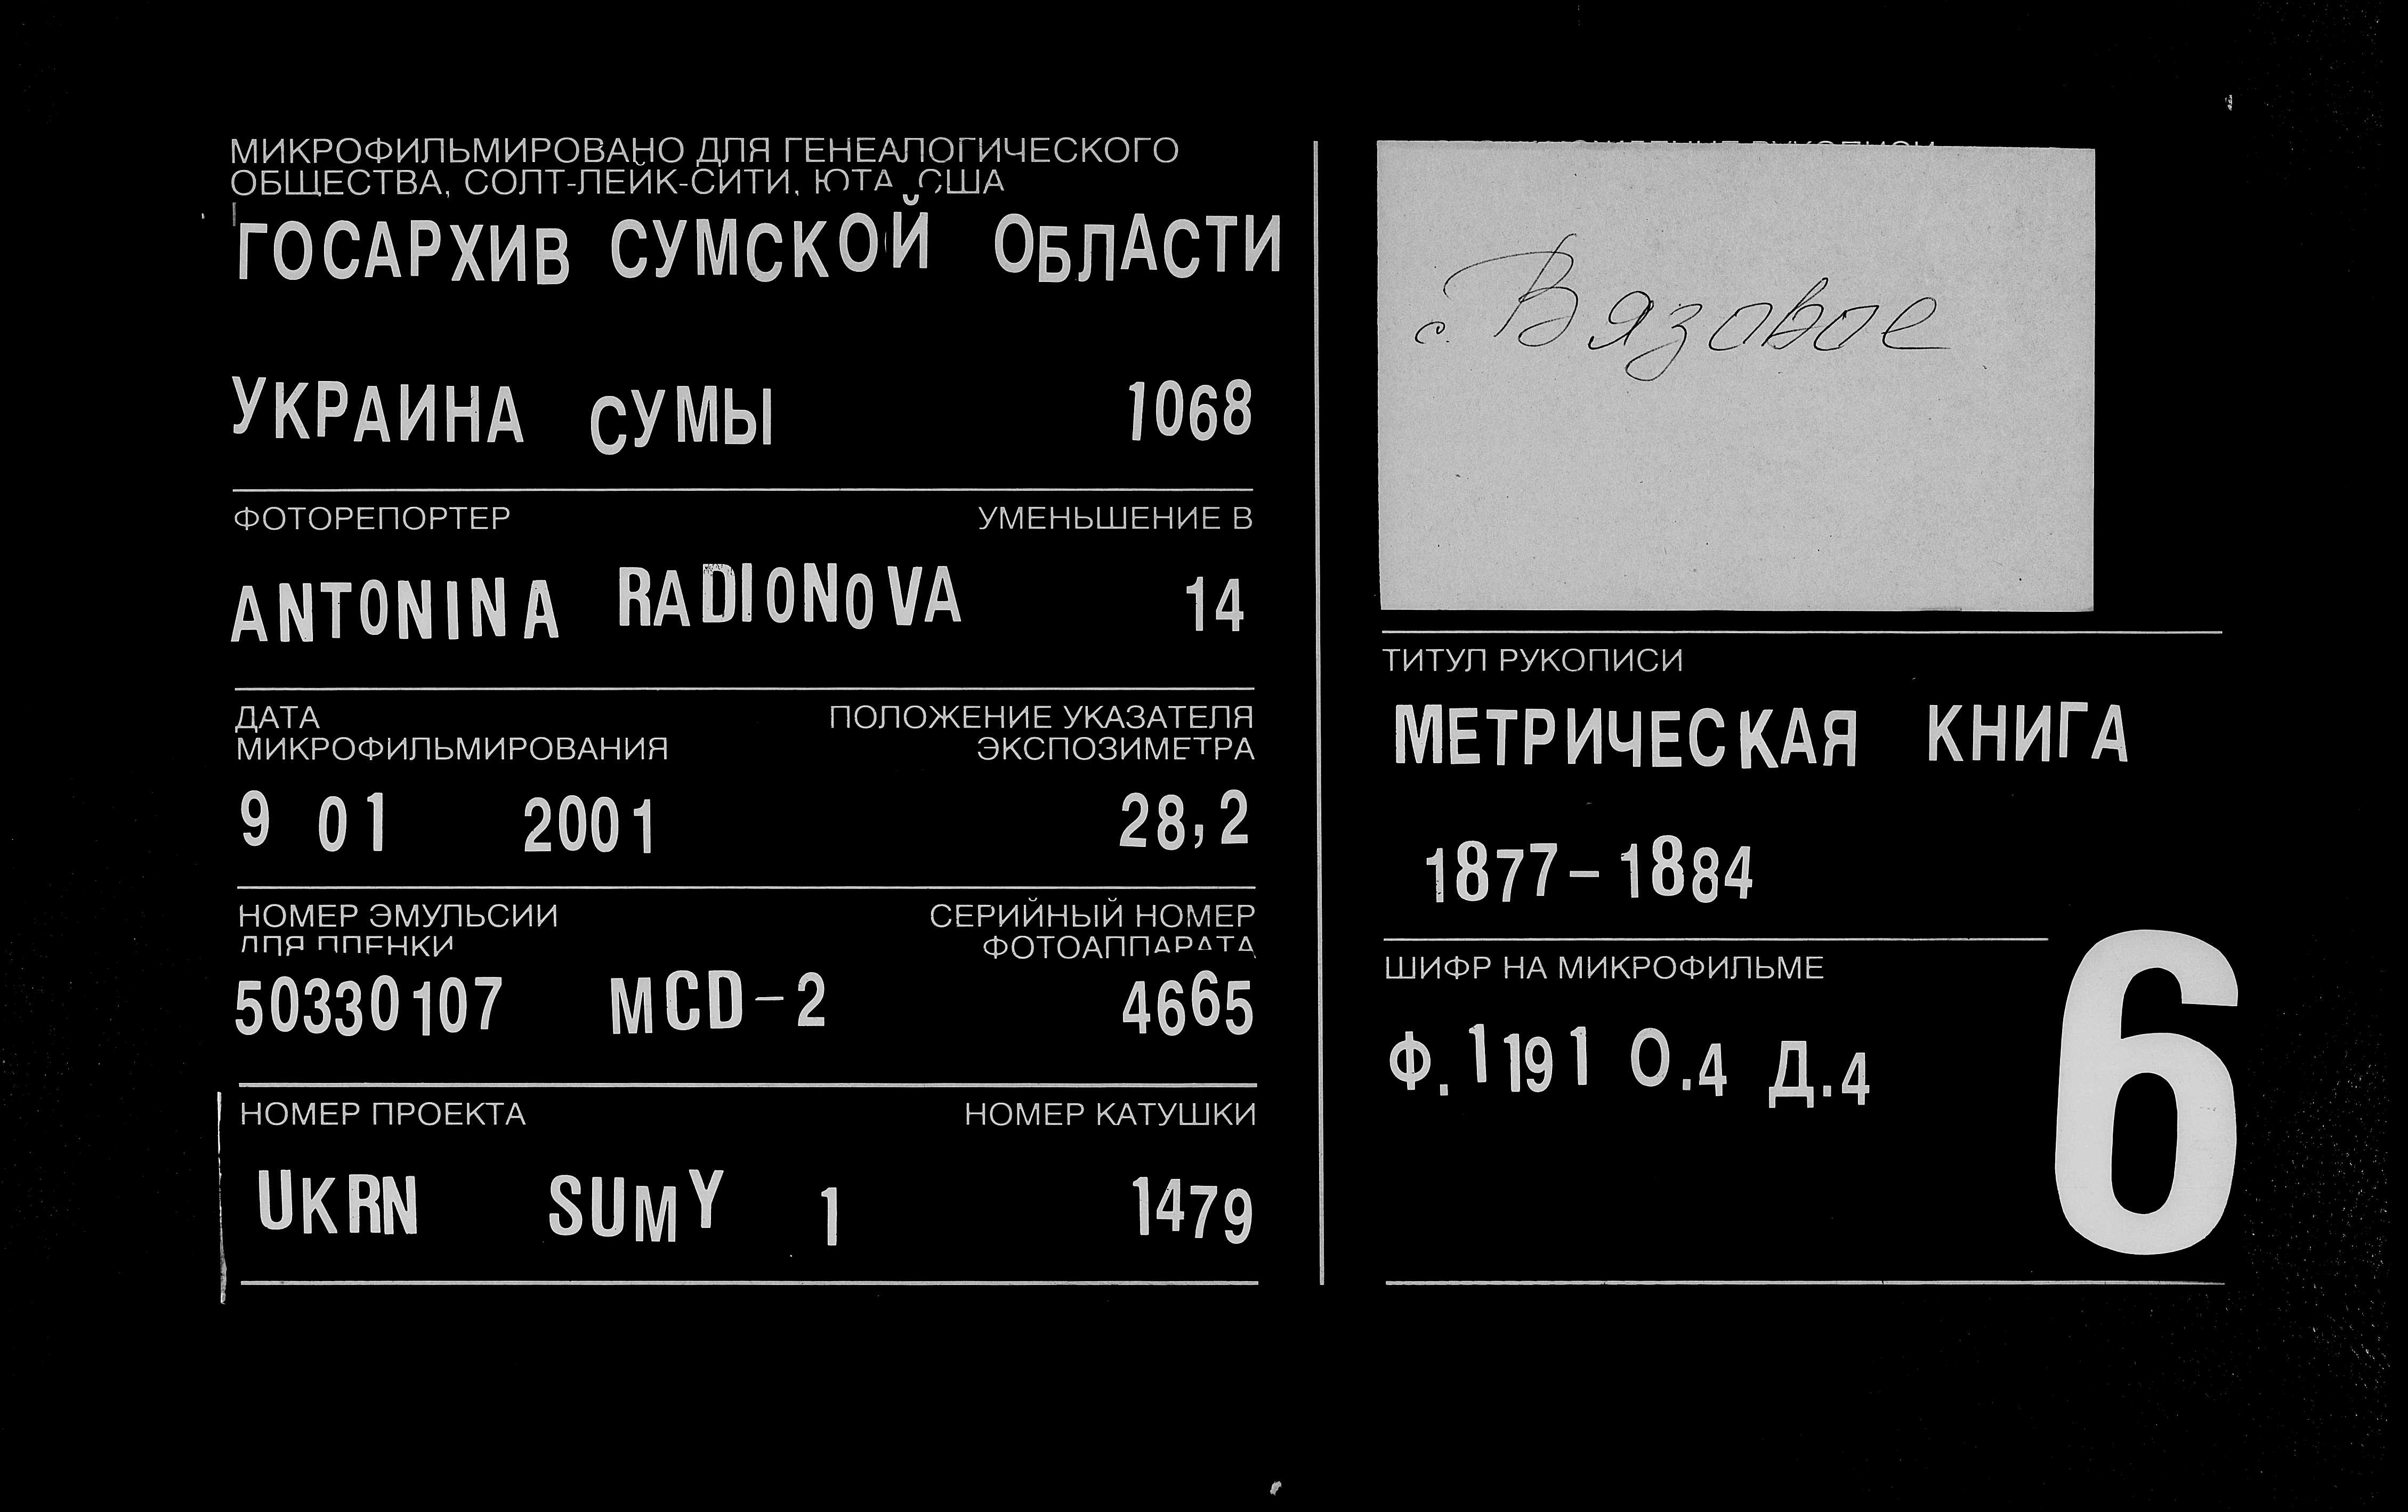 МИКРОФИЛЬМИРОВАНО ДЛЯ ГЕНЕАЛОГИЧЕСКОГО
ОБЩЕСТВА, СОЛТ-ЛЕЙК-СИТИ, ЮТА, США
ГОСАРХИВ СУМСКОЙ ОБЛАСТИ
УКРАИНА СУМЫ 1068
ФОТОРЕПОРТЕР УМЕНЬШЕНИЕ В
ANTONINA RADIONOVA 14
ДАТА ПОЛОЖЕНИЕ УКАЗАТЕЛЯ
МИКРОФИЛЬМИРОВАНИЯ ЭКСПОЗИМЕТРА
9 01 2001 28,2
НОМЕР ЭМУЛЬСИИ СЕРИЙНЫЙ НОМЕР
ДЛЯ ПЛЕНКИ ФОТОАППАРАТА
50330107 MCD-2 4665
НОМЕР ПРОЕКТА НОМЕР КАТУШКИ
UKRN SUMY 1 1479
РУКОПИСИ
с. Вязовое
ТИТУЛ РУКОПИСИ
МЕТРИЧЕСКАЯ КНИГА
1877-1884
ШИФР НА МИКРОФИЛЬМЕ
Ф. 1191 О.4 Д.4
6